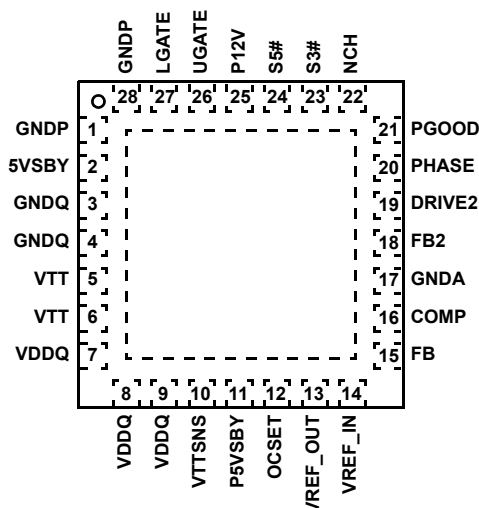 GNDP
LGATE
UGATE
P12V
S5#
S3#
NCH
28 27 26 25 24 23 22
GNDP 1
5VSBY 2
GNDQ 3
GNDQ 4
VTT 5
VTT 6
VDDQ 7
21 PGOOD
20 PHASE
19 DRIVE2
18 FB2
17 GNDA
16 COMP
15 FB
8 9 10 11 12 13 14
VDDQ
VDDQ
VTTSNS
P5VSBY
OCSET
VREF_OUT
VREF_IN